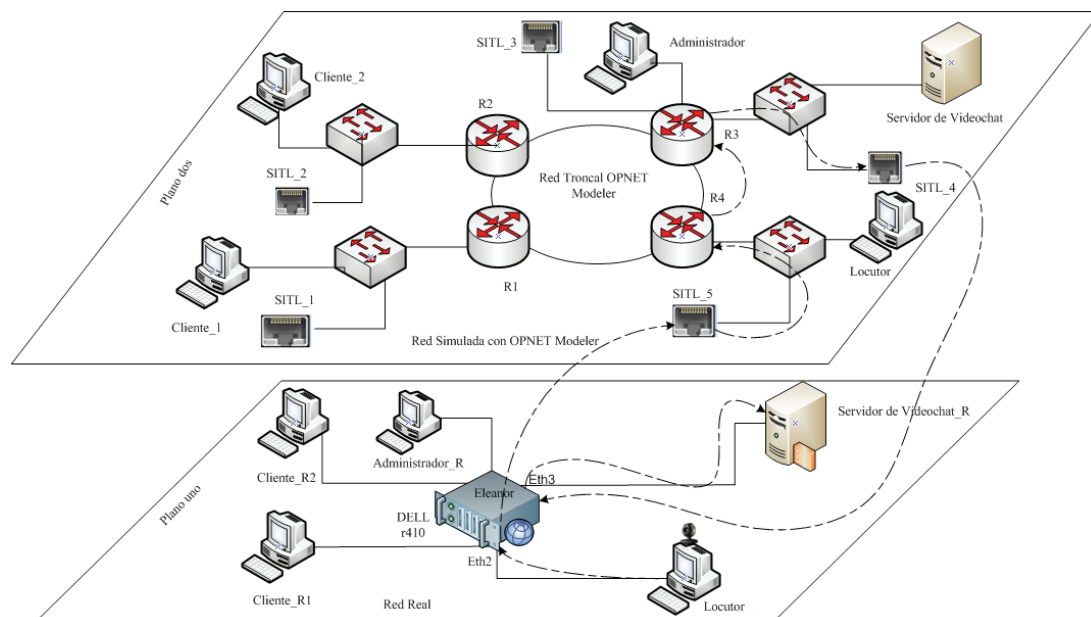 SITL_3
Administrador
Cliente_2
R2
Servidor de Videochat
R3
Plano dos
SITL_2
Red Troncal OPNET
Modeler
SITL_4
R4
Locutor
R1
SITL_1
SITL_5
Cliente_1
Red Simulada con OPNET Modeler
Servidor de Videochat_R
Administrador_R
Cliente_R2
Eth3
Eleanor
Plano uno
DELL
r410
Eth2
Cliente_R1
Red Real
Locutor